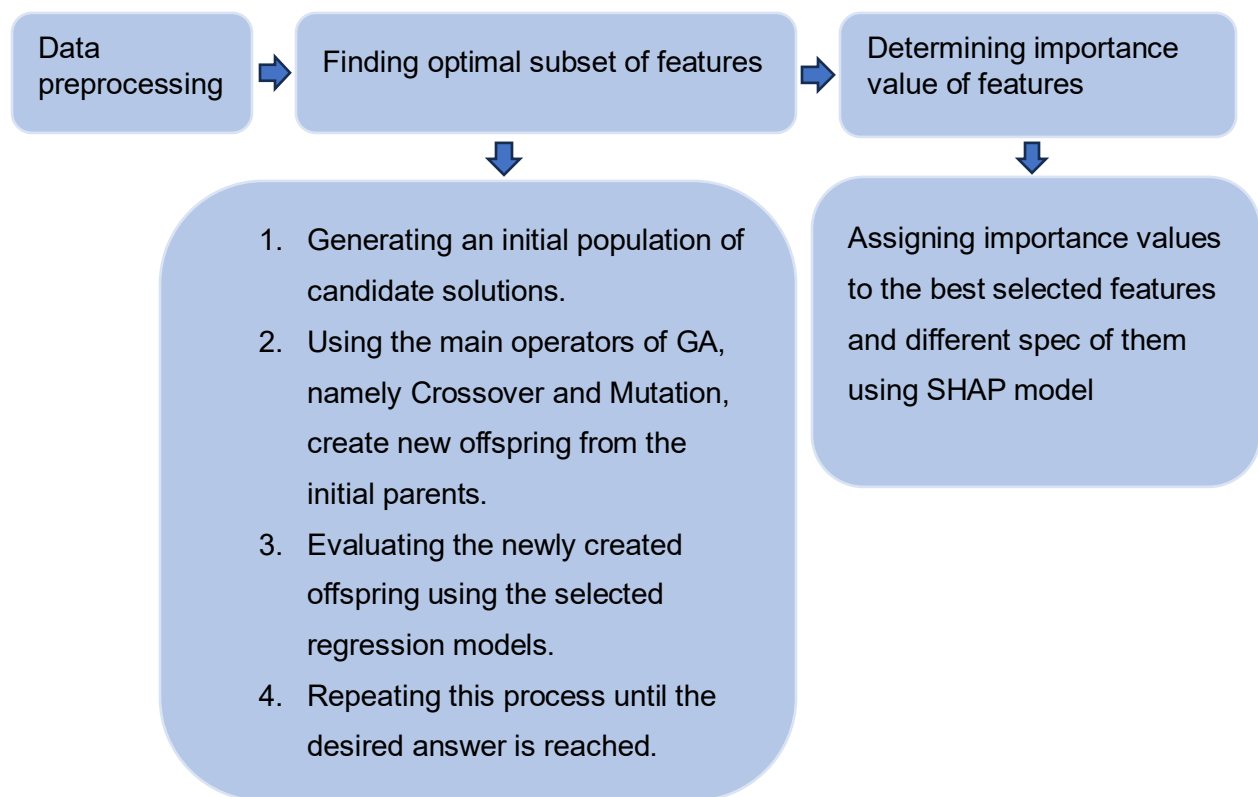 Data
preprocessing
Finding optimal subset of features
Determining importance
value of features
1. Generating an initial population of
candidate solutions.
2. Using the main operators of GA,
namely Crossover and Mutation,
create new offspring from the
initial parents.
3. Evaluating the newly created
offspring using the selected
regression models.
4. Repeating this process until the
desired answer is reached.
Assigning importance values
to the best selected features
and different spec of them
using SHAP model